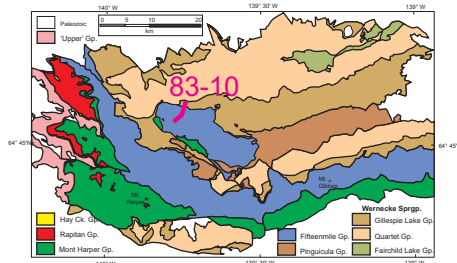 140° W
139° 30' W
139° W
Paleozoic
0 5 10 20
km
'Upper' Gp.
83-10
64° 45'
64° 45'
Mt. Harper
Mt. Gibben
Wernecke Sprgp.
Hay Ck. Gp.
Rapitan Gp.
Mont Harper Gp.
Fifteenmile Gp.
Pinguicula Gp.
Gillespie Lake Gp.
Quartet Gp.
Fairchild Lake Gp.